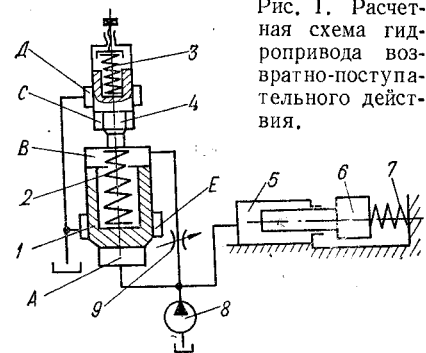 Рис. 1. Расчет-
ная схема гид-
ропривода воз-
вратно-поступа-
тельного дейст-
вия.
Д
3
С
4
В
2
Е
1
А
9
8
5
6
7